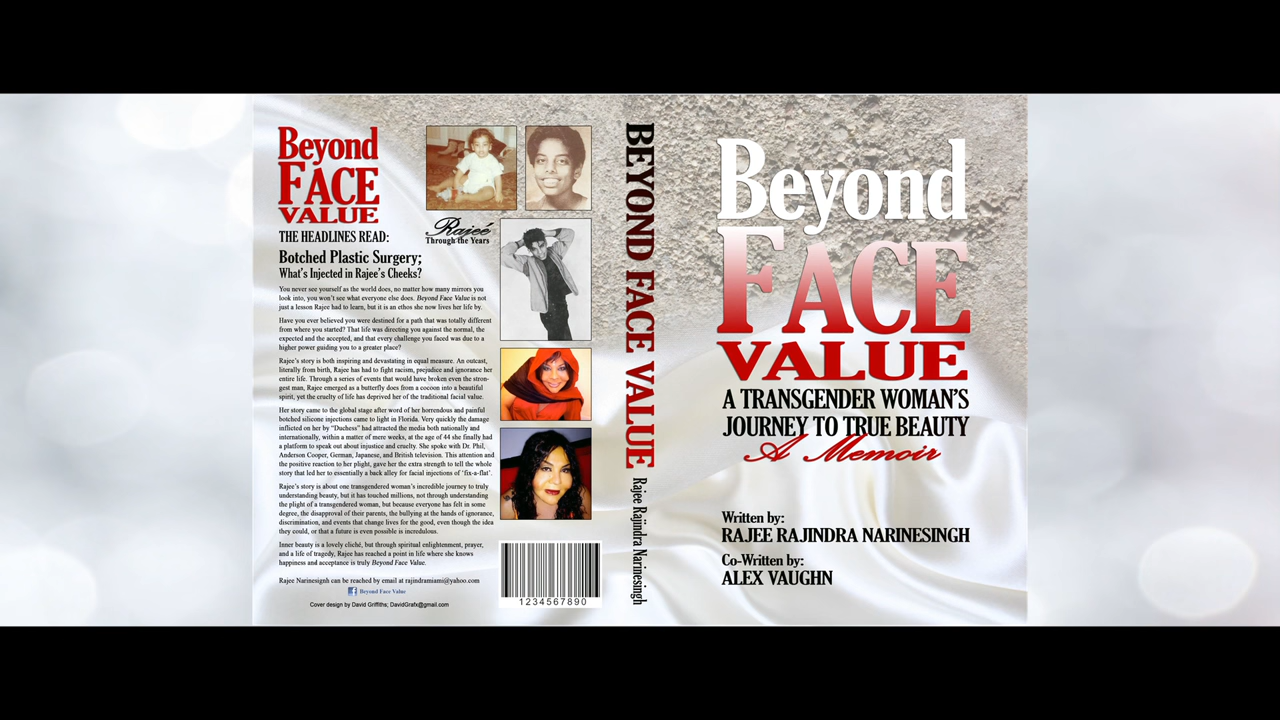 Beyond
FACE
VALUE
THE HEADLINES READ:
Botched Plastic Surgery;
What's Injected in Rajee's Cheeks?
You never see yourself as the world does, no matter how many mirrors you
look into, you won't see what everyone else does. Beyond Face Value is not
just a lesson Rajee had to learn, but it is an ethos she now lives her life by.
Have you ever believed you were destined for a path that was totally different
from where you started? That life was directing you against the normal, the
expected and the accepted, and that every challenge you faced was due to a
higher power guiding you to a greater place?
Rajee's story is both inspiring and devastating in equal measure. An outcast,
literally from birth, Rajee has had to fight racism, prejudice and ignorance her
entire life. Through a series of events that would have broken even the stron-
gest man, Rajee emerged as a butterfly does from a cocoon into a beautiful
spirit, yet the cruelty of life has deprived her of the traditional facial value.
Her story came to the global stage after word of her horrendous and painful
botched silicone injections came to light in Florida. Very quickly the damage
inflicted on her by "Duchess" had attracted the media both nationally and
internationally, within a matter of mere weeks, at the age of 44 she finally had
a platform to speak out about injustice and cruelty. She spoke with Dr. Phil,
Anderson Cooper, German, Japanese, and British television. This attention and
the positive reaction to her plight, gave her the extra strength to tell the whole
story that led her to essentially a back alley for facial injections of 'fix-a-flat'.
Rajee's story is about one transgendered woman's incredible journey to truly
understanding beauty, but it has touched millions, not through understanding
the plight of a transgendered woman, but because everyone has felt in some
degree, the disapproval of their parents, the bullying at the hands of ignorance,
discrimination, and events that change lives for the good, even though the idea
they could, or that a future is even possible is incredulous.
Inner beauty is a lovely cliché, but through spiritual enlightenment, prayer,
and a life of tragedy, Rajee has reached a point in life where she knows
happiness and acceptance is truly Beyond Face Value.
Rajee Narinesignh can be reached by email at rajindramiami@yahoo.com
Beyond Face Value
Cover design by David Griffiths; DavidGrafx@gmail.com
Rajeé
Through the Years
1234567890
BEYOND FACE VALUE Rajee Rajindra Narinesingh
Beyond
FACE
VALUE
A TRANSGENDER WOMAN'S
JOURNEY TO TRUE BEAUTY
A Memoir
Written by:
RAJEE RAJINDRA NARINESINGH
Co-Written by:
ALEX VAUGHN